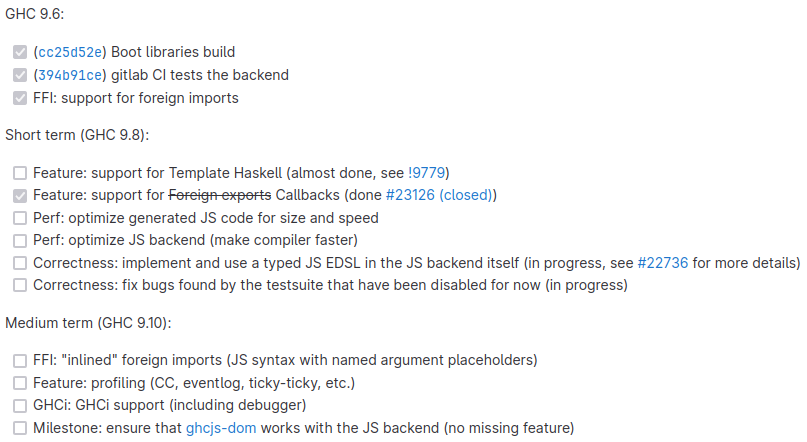 GHC 9.6:
(cc25d52e) Boot libraries build
(394b91ce) gitlab CI tests the backend
FFI: support for foreign imports
Short term (GHC 9.8):
Feature: support for Template Haskell (almost done, see !9779)
Feature: support for Foreign exports Callbacks (done #23126 (closed))
Perf: optimize generated JS code for size and speed
Perf: optimize JS backend (make compiler faster)
Correctness: implement and use a typed JS EDSL in the JS backend itself (in progress, see #22736 for more details)
Correctness: fix bugs found by the testsuite that have been disabled for now (in progress)
Medium term (GHC 9.10):
FFI: "inlined" foreign imports (JS syntax with named argument placeholders)
Feature: profiling (CC, eventlog, ticky-ticky, etc.)
GHCi: GHCi support (including debugger)
Milestone: ensure that ghcjs-dom works with the JS backend (no missing feature)